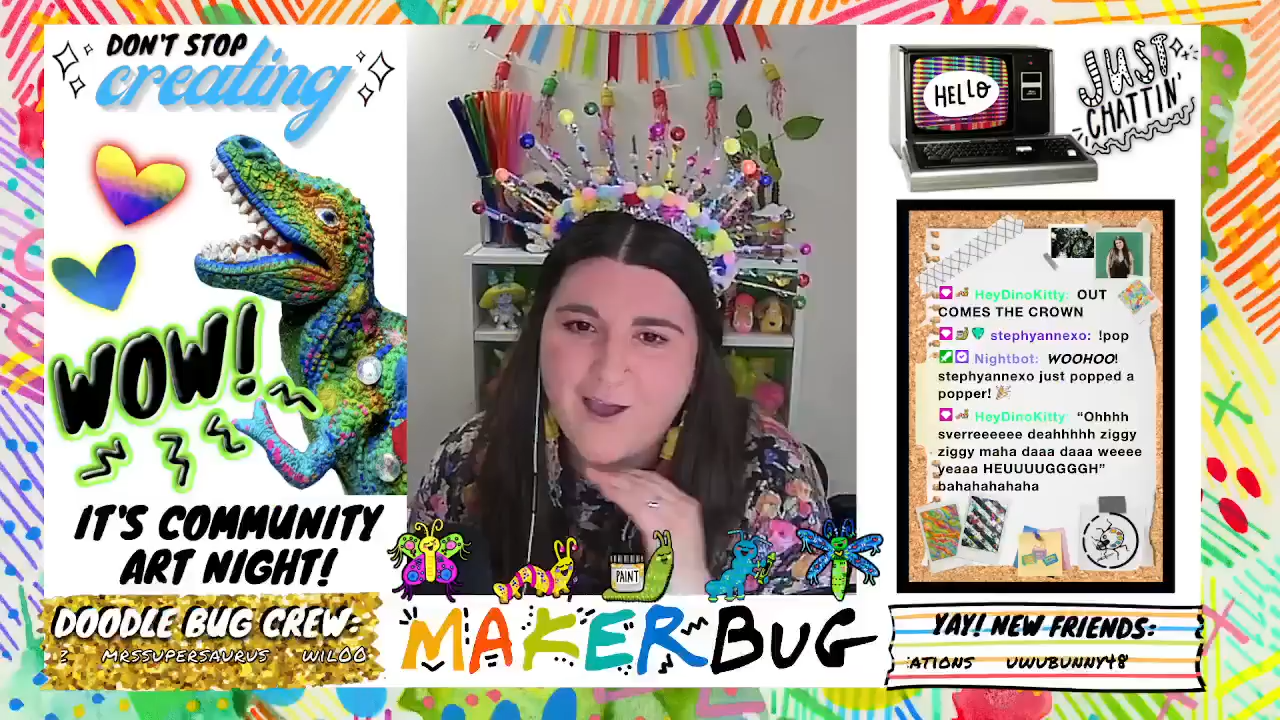 DON'T STOP
creating
WOW!
IT'S COMMUNITY
ART NIGHT!
DOODLE BUG CREW:
MRSSUPERSAURUS WILOO
PAINT
MAKERBUG
HELLO
JUST
CHATTIN'
HeyDinoKitty: OUT
COMES THE CROWN
stephyannexo: !pop
Nightbot: WOOHOO!
stephyannexo just popped a
popper! 🎉
HeyDinoKitty: “Ohhhh
sverreeeeee deahhhhh ziggy
ziggy maha daaa daaa weeee
yeaaa HEUUUUGGGGH”
bahahahahaha
YAY! NEW FRIENDS:
ATIONS UWUBUNNY48